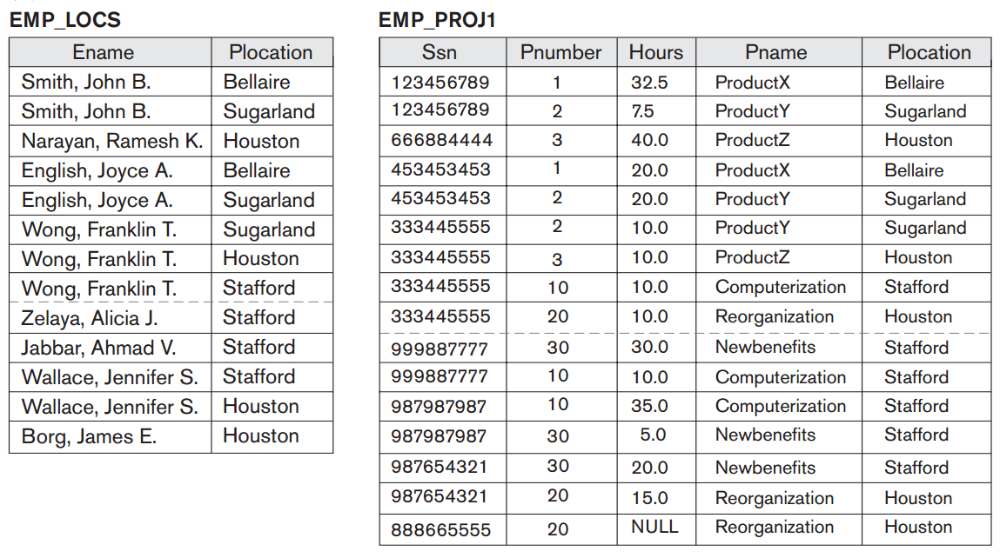 EMP_LOCS
Ename Plocation
Smith, John B. Bellaire
Smith, John B. Sugarland
Narayan, Ramesh K. Houston
English, Joyce A. Bellaire
English, Joyce A. Sugarland
Wong, Franklin T. Sugarland
Wong, Franklin T. Houston
Wong, Franklin T. Stafford
Zelaya, Alicia J. Stafford
Jabbar, Ahmad V. Stafford
Wallace, Jennifer S. Stafford
Wallace, Jennifer S. Houston
Borg, James E. Houston
EMP_PROJ1
Ssn Pnumber Hours Pname Plocation
123456789 1 32.5 ProductX Bellaire
123456789 2 7.5 ProductY Sugarland
666884444 3 40.0 ProductZ Houston
453453453 1 20.0 ProductX Bellaire
453453453 2 20.0 ProductY Sugarland
333445555 2 10.0 ProductY Sugarland
333445555 3 10.0 ProductZ Houston
333445555 10 10.0 Computerization Stafford
333445555 20 10.0 Reorganization Houston
999887777 30 30.0 Newbenefits Stafford
999887777 10 10.0 Computerization Stafford
987987987 10 35.0 Computerization Stafford
987987987 30 5.0 Newbenefits Stafford
987654321 30 20.0 Newbenefits Stafford
987654321 20 15.0 Reorganization Houston
888665555 20 NULL Reorganization Houston